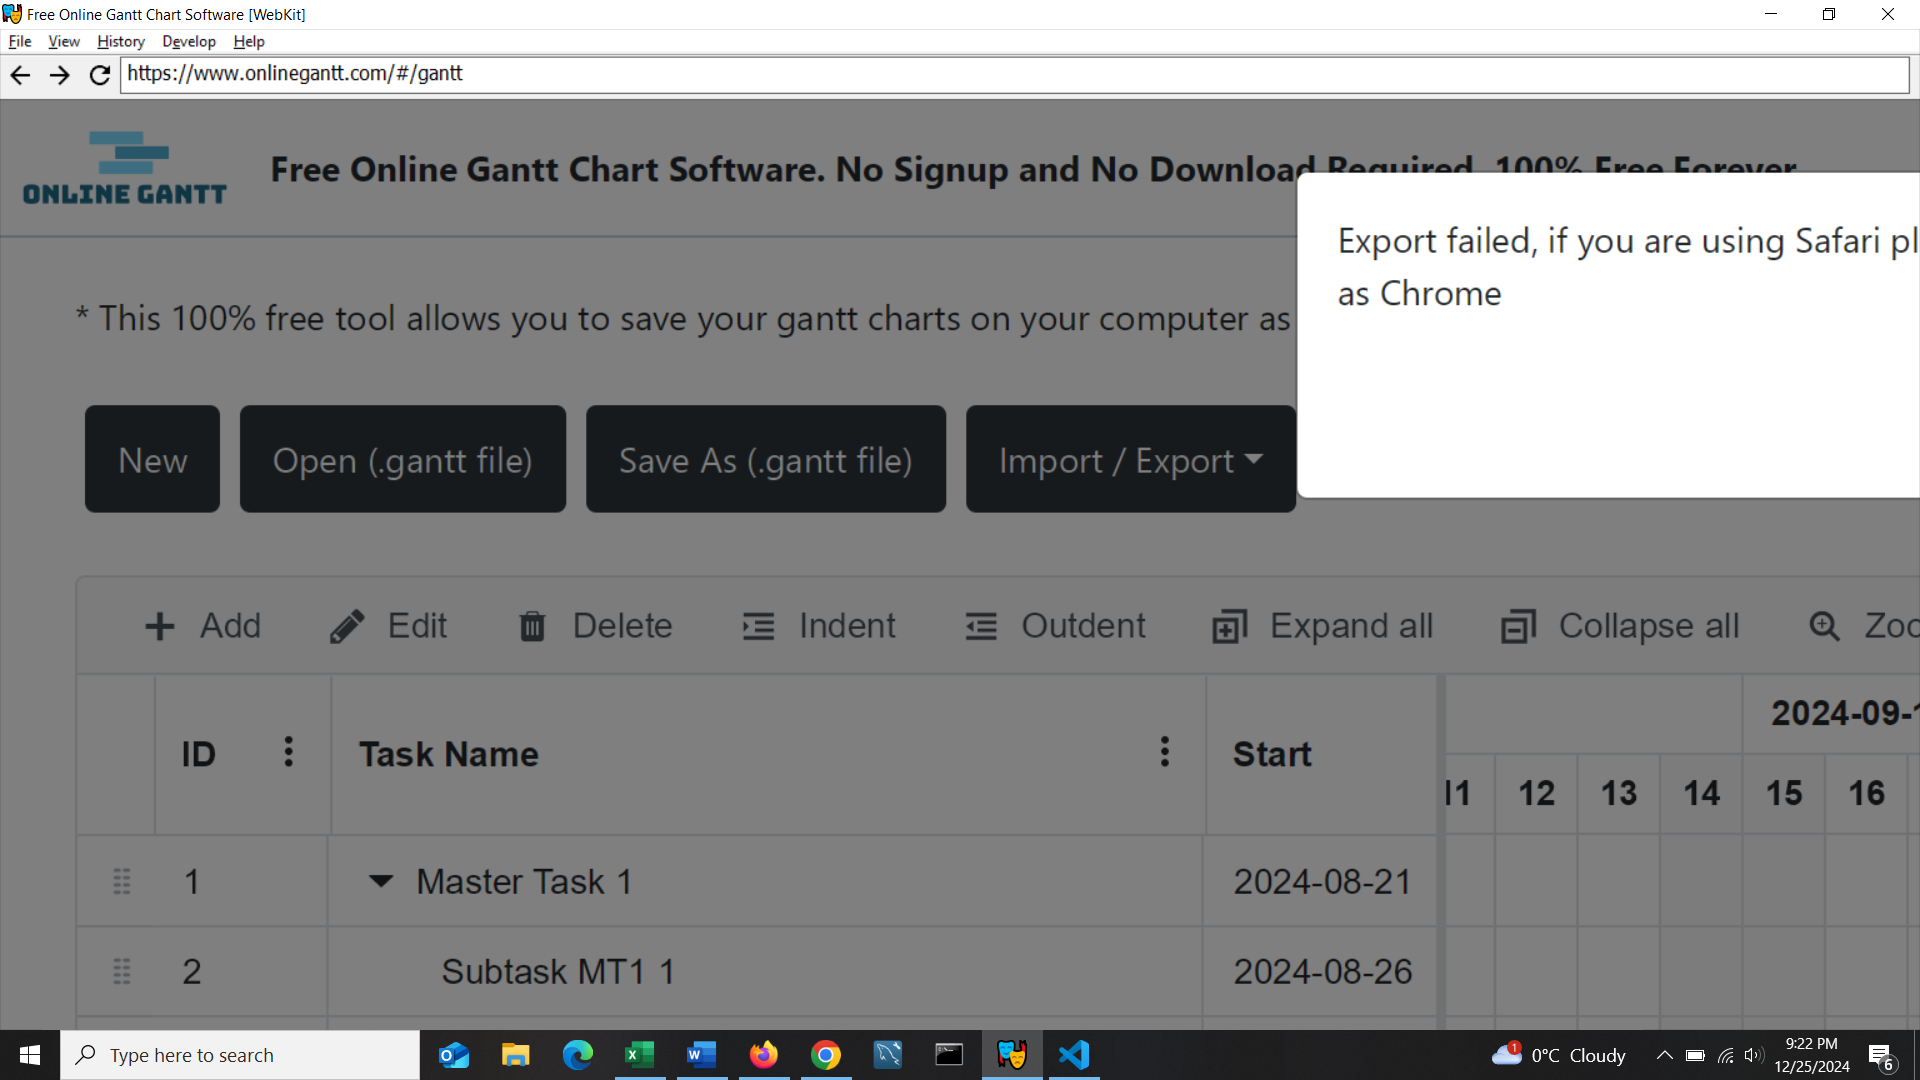 Free Online Gantt Chart Software [WebKit]
File View History Develop Help
https://www.onlinegantt.com/#/gantt
ONLINE GANTT
Free Online Gantt Chart Software. No Signup and No Download Required. 100% Free Forever
Export failed, if you are using Safari pl
as Chrome
* This 100% free tool allows you to save your gantt charts on your computer as
New Open (.gantt file) Save As (.gantt file) Import / Export
Add Edit Delete Indent Outdent Expand all Collapse all Zoo
ID Task Name Start 2024-09-1
11 12 13 14 15 16
1 Master Task 1 2024-08-21
2 Subtask MT1 1 2024-08-26
Type here to search
1 0°C Cloudy
9:22 PM
12/25/2024
6